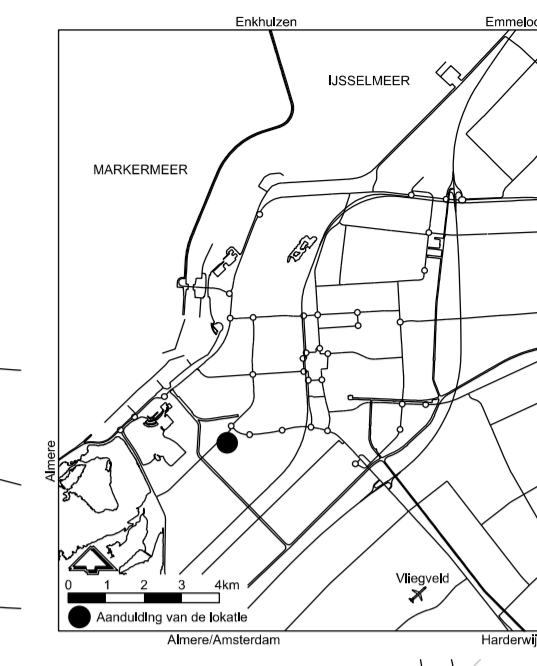 Enkhuizen
Emmeloo
IJSSELMEER
MARKERMEER
Almere
Vliegveld
0 1 2 3 4km
Aanduiding van de lokatie
Almere/Amsterdam
Harderwij